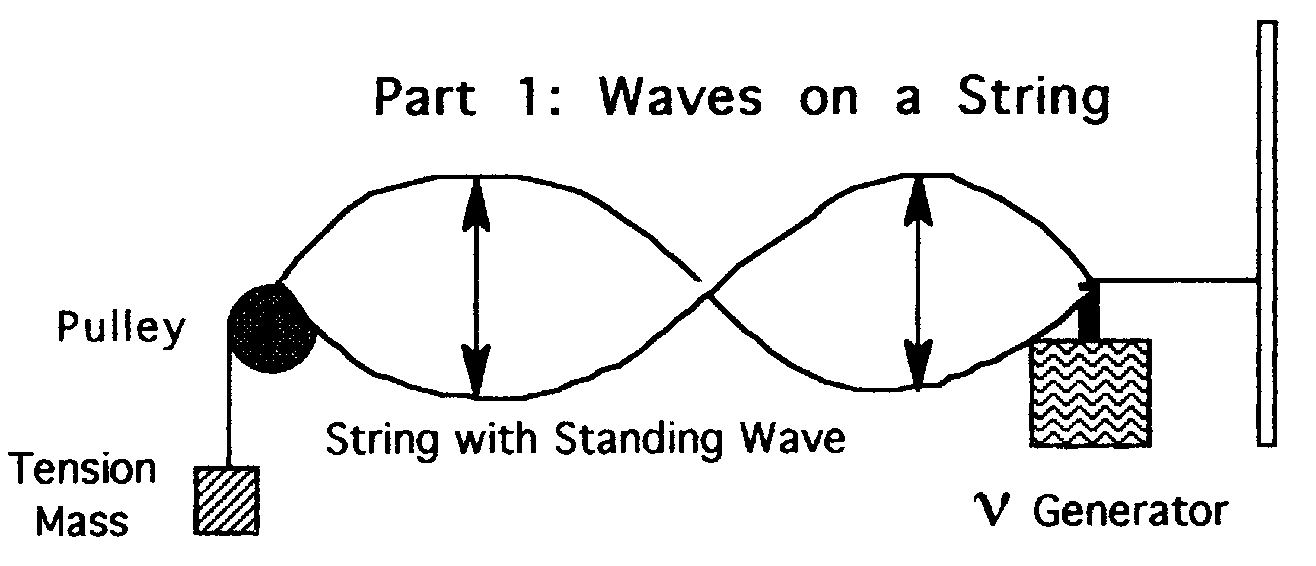 Part 1: Waves on a String
Pulley
String with Standing Wave
Tension
Mass
ν Generator